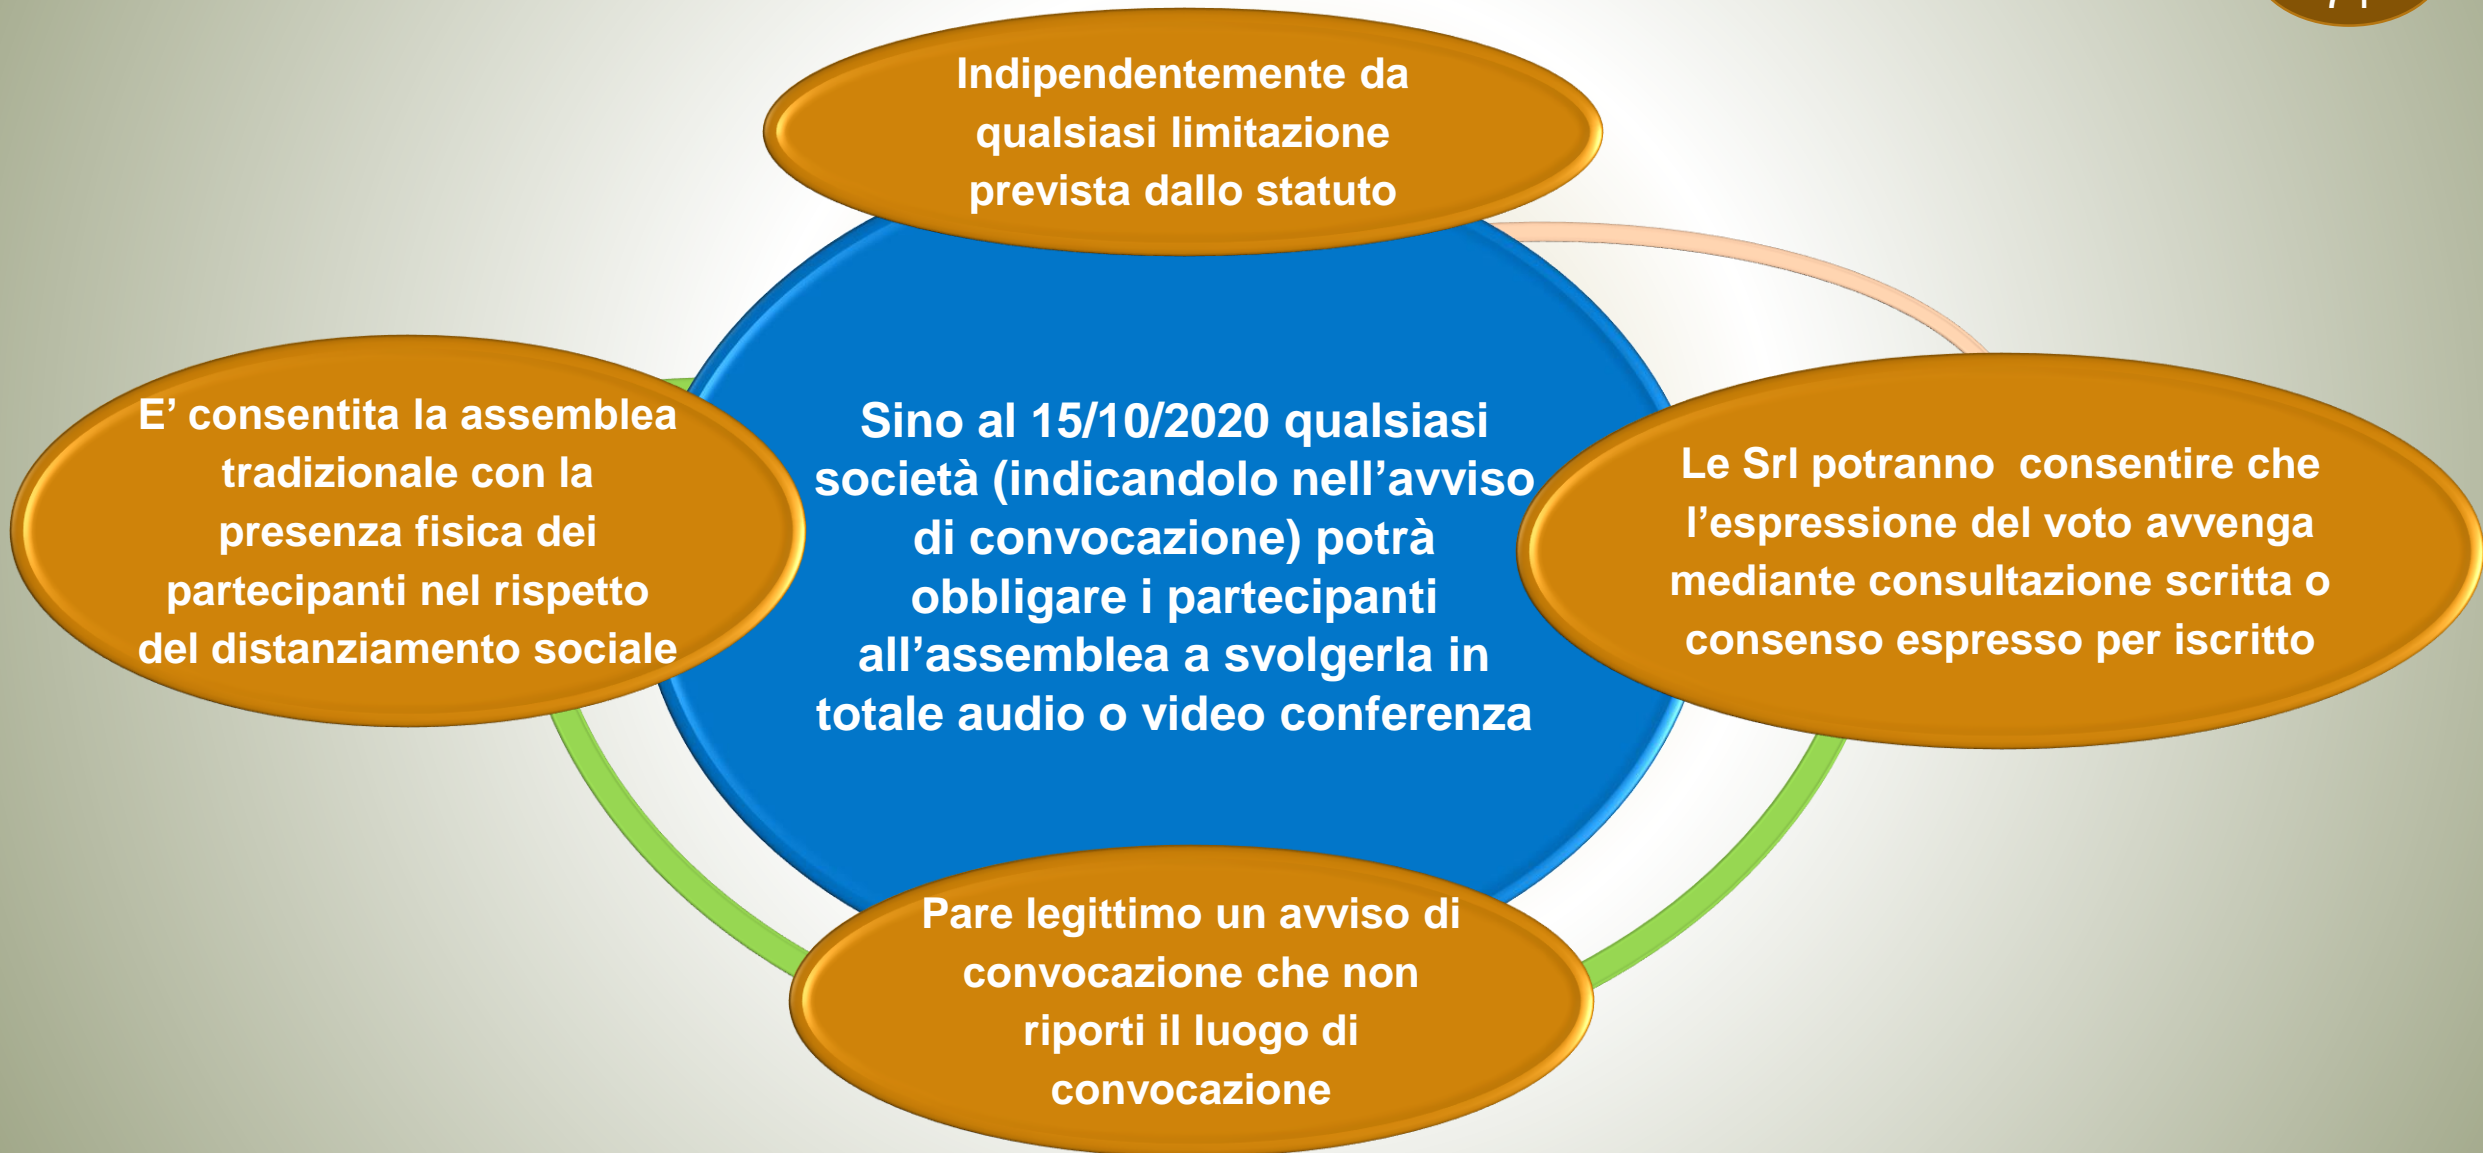 Indipendentemente da
qualsiasi limitazione
prevista dallo statuto
E’ consentita la assemblea
tradizionale con la
presenza fisica dei
partecipanti nel rispetto
del distanziamento sociale
Sino al 15/10/2020 qualsiasi
società (indicandolo nell’avviso
di convocazione) potrà
obbligare i partecipanti
all’assemblea a svolgerla in
totale audio o video conferenza
Le Srl potranno  consentire che
l’espressione del voto avvenga
mediante consultazione scritta o
consenso espresso per iscritto
Pare legittimo un avviso di
convocazione che non
riporti il luogo di
convocazione